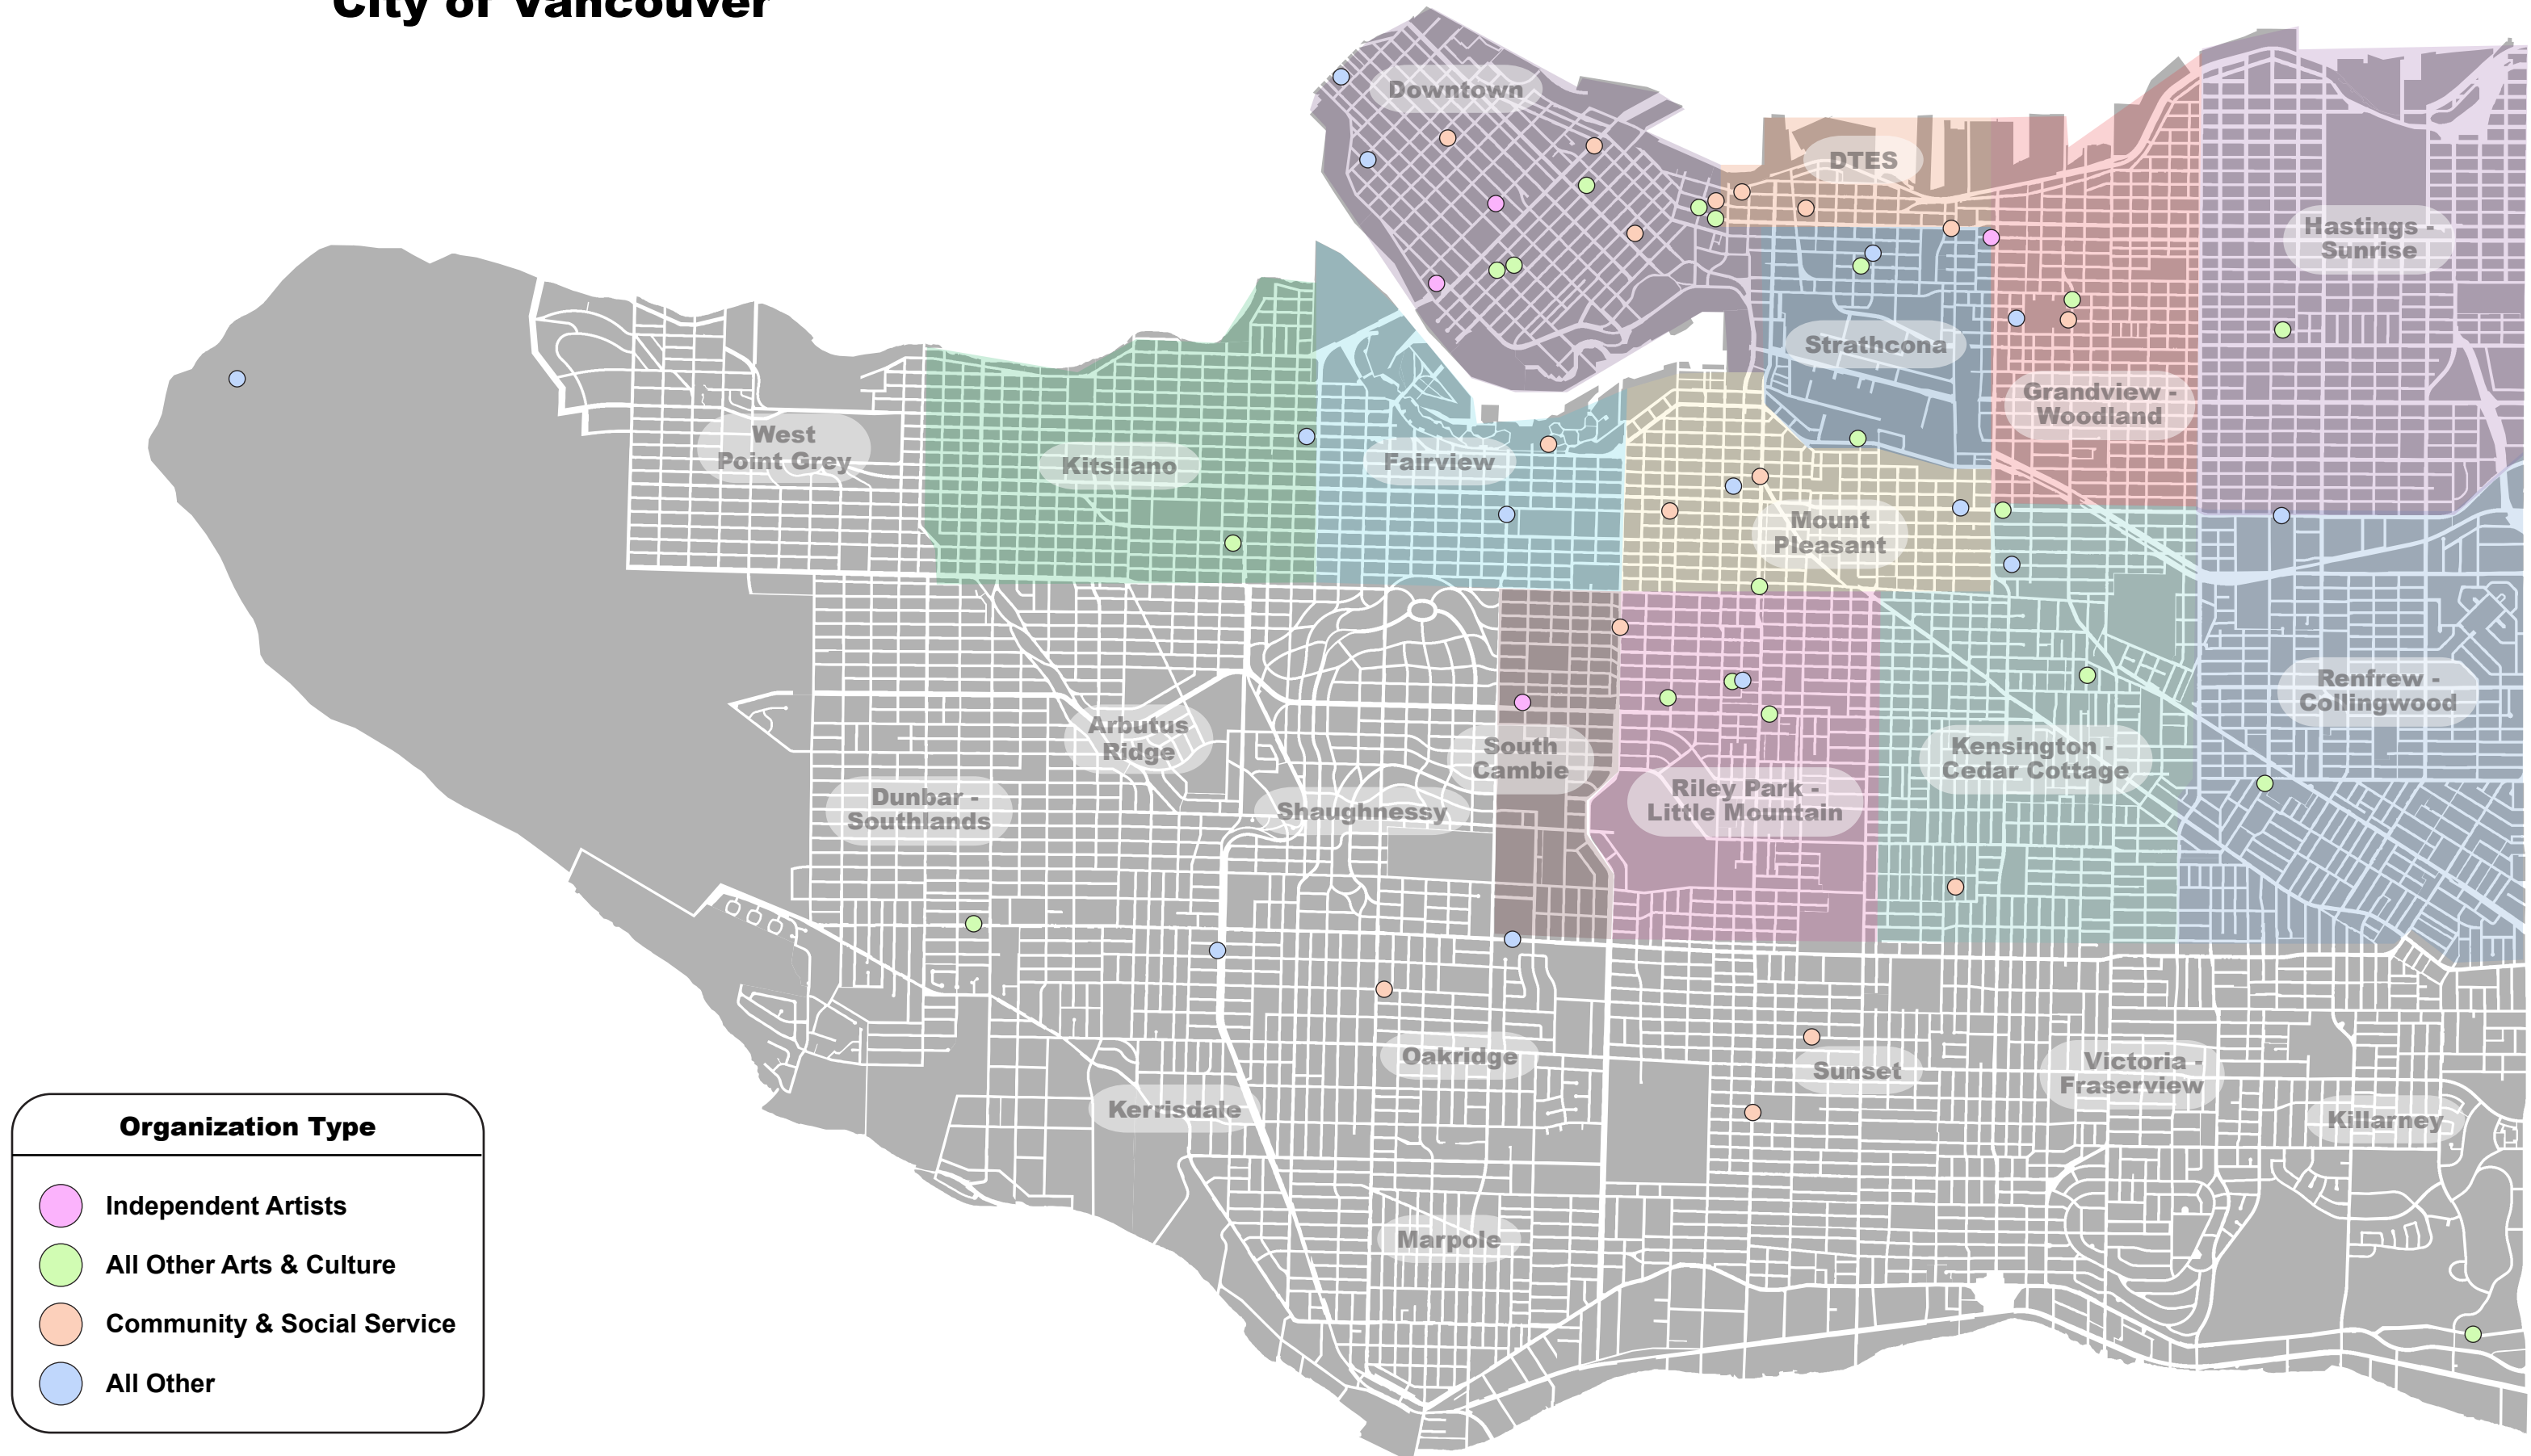 City of Vancouver
Downtown
DTES
Hastings -
Sunrise
Strathcona
Grandview -
Woodland
West
Point Grey
Kitsilano
Fairview
Mount
Pleasant
Renfrew -
Collingwood
Arbutus
Ridge
South
Cambie
Kensington -
Cedar Cottage
Dunbar -
Southlands
Shaughnessy
Riley Park -
Little Mountain
Oakridge
Sunset
Victoria -
Fraserview
Kerrisdale
Killarney
Marpole
Organization Type
Independent Artists
All Other Arts & Culture
Community & Social Service
All Other